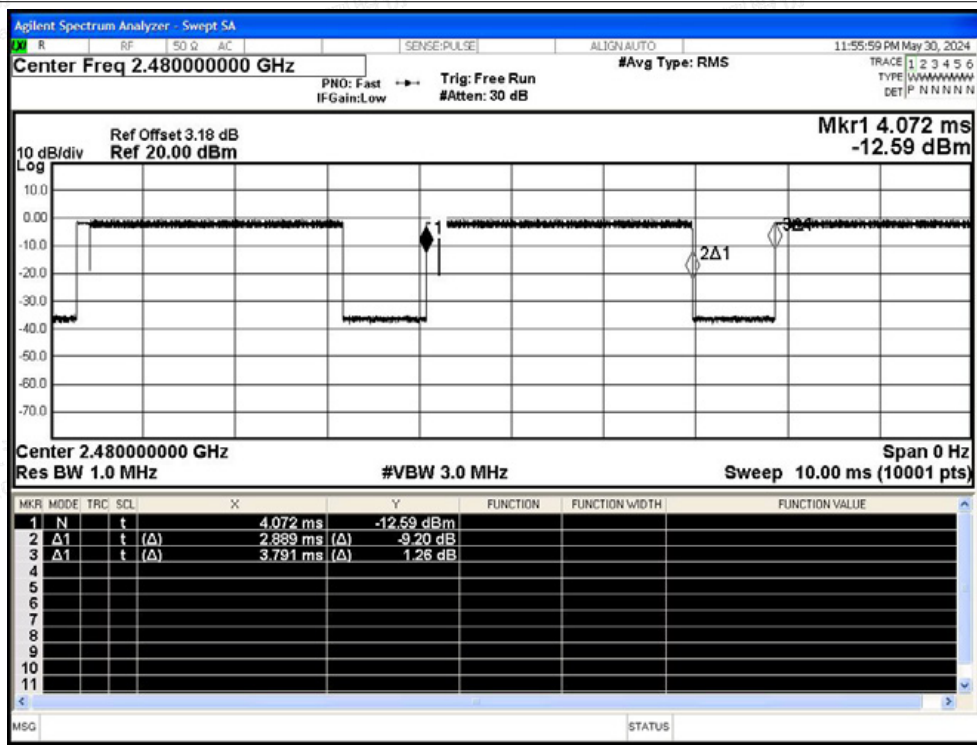 Agilent Spectrum Analyzer - Swept SA
R RF 50 Ω AC SENSE:PULSE ALIGN AUTO 11:55:59 PM May 30, 2024
Center Freq 2.480000000 GHz #Avg Type: RMS TRACE 1 2 3 4 5 6
PNO: Fast Trig: Free Run TYPE WWWWWW
IFGain:Low #Atten: 30 dB DET P N N N N N
Mkr1 4.072 ms
Ref Offset 3.18 dB
10 dB/div Ref 20.00 dBm -12.59 dBm
Log
10.0
0.00
1
3Δ1
-10.0
2Δ1
-20.0
-30.0
-40.0
-50.0
-60.0
-70.0
Center 2.480000000 GHz Span 0 Hz
Res BW 1.0 MHz #VBW 3.0 MHz Sweep 10.00 ms (10001 pts)
MKR MODE TRC SCL X Y FUNCTION FUNCTION WIDTH FUNCTION VALUE
1 N t 4.072 ms -12.59 dBm
2 Δ1 t (Δ) 2.889 ms (Δ) -9.20 dB
3 Δ1 t (Δ) 3.791 ms (Δ) 1.26 dB
4
5
6
7
8
9
10
11
MSG STATUS